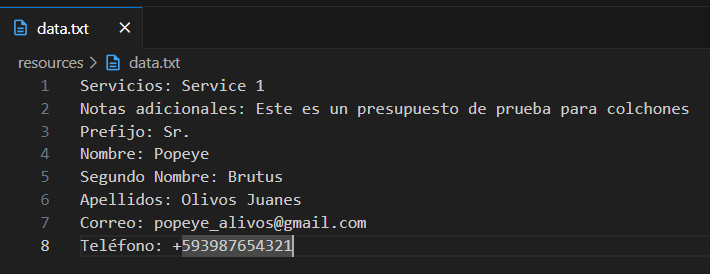 data.txt ×
resources > data.txt
1 Servicios: Service 1
2 Notas adicionales: Este es un presupuesto de prueba para colchones
3 Prefijo: Sr.
4 Nombre: Popeye
5 Segundo Nombre: Brutus
6 Apellidos: Olivos Juanes
7 Correo: popeye_alivos@gmail.com
8 Teléfono: +593987654321